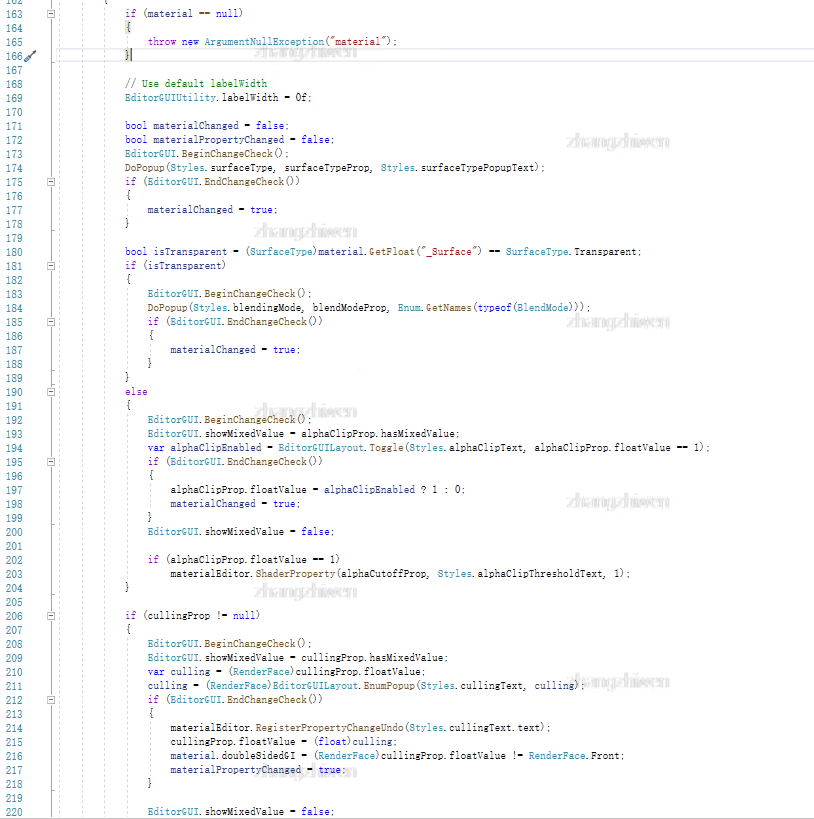 162 {
163 if (material == null)
164 {
165 throw new ArgumentNullException("material");
166 }
167
168 // Use default labelWidth
169 EditorGUIUtility.labelWidth = 0f;
170
171 bool materialChanged = false;
172 bool materialPropertyChanged = false;
173 EditorGUI.BeginChangeCheck();
174 DoPopup(Styles.surfaceType, surfaceTypeProp, Styles.surfaceTypePopupText);
175 if (EditorGUI.EndChangeCheck())
176 {
177 materialChanged = true;
178 }
179
180 bool isTransparent = (SurfaceType)material.GetFloat("_Surface") == SurfaceType.Transparent;
181 if (isTransparent)
182 {
183 EditorGUI.BeginChangeCheck();
184 DoPopup(Styles.blendingMode, blendModeProp, Enum.GetNames(typeof(BlendMode)));
185 if (EditorGUI.EndChangeCheck())
186 {
187 materialChanged = true;
188 }
189 }
190 else
191 {
192 EditorGUI.BeginChangeCheck();
193 EditorGUI.showMixedValue = alphaClipProp.hasMixedValue;
194 var alphaClipEnabled = EditorGUILayout.Toggle(Styles.alphaClipText, alphaClipProp.floatValue == 1);
195 if (EditorGUI.EndChangeCheck())
196 {
197 alphaClipProp.floatValue = alphaClipEnabled ? 1 : 0;
198 materialChanged = true;
199 }
200 EditorGUI.showMixedValue = false;
201
202 if (alphaClipProp.floatValue == 1)
203 materialEditor.ShaderProperty(alphaCutoffProp, Styles.alphaClipThresholdText, 1);
204 }
205
206 if (cullingProp != null)
207 {
208 EditorGUI.BeginChangeCheck();
209 EditorGUI.showMixedValue = cullingProp.hasMixedValue;
210 var culling = (RenderFace)cullingProp.floatValue;
211 culling = (RenderFace)EditorGUILayout.EnumPopup(Styles.cullingText, culling);
212 if (EditorGUI.EndChangeCheck())
213 {
214 materialEditor.RegisterPropertyChangeUndo(Styles.cullingText.text);
215 cullingProp.floatValue = (float)culling;
216 material.doubleSidedGI = (RenderFace)cullingProp.floatValue != RenderFace.Front;
217 materialPropertyChanged = true;
218 }
219
220 EditorGUI.showMixedValue = false;